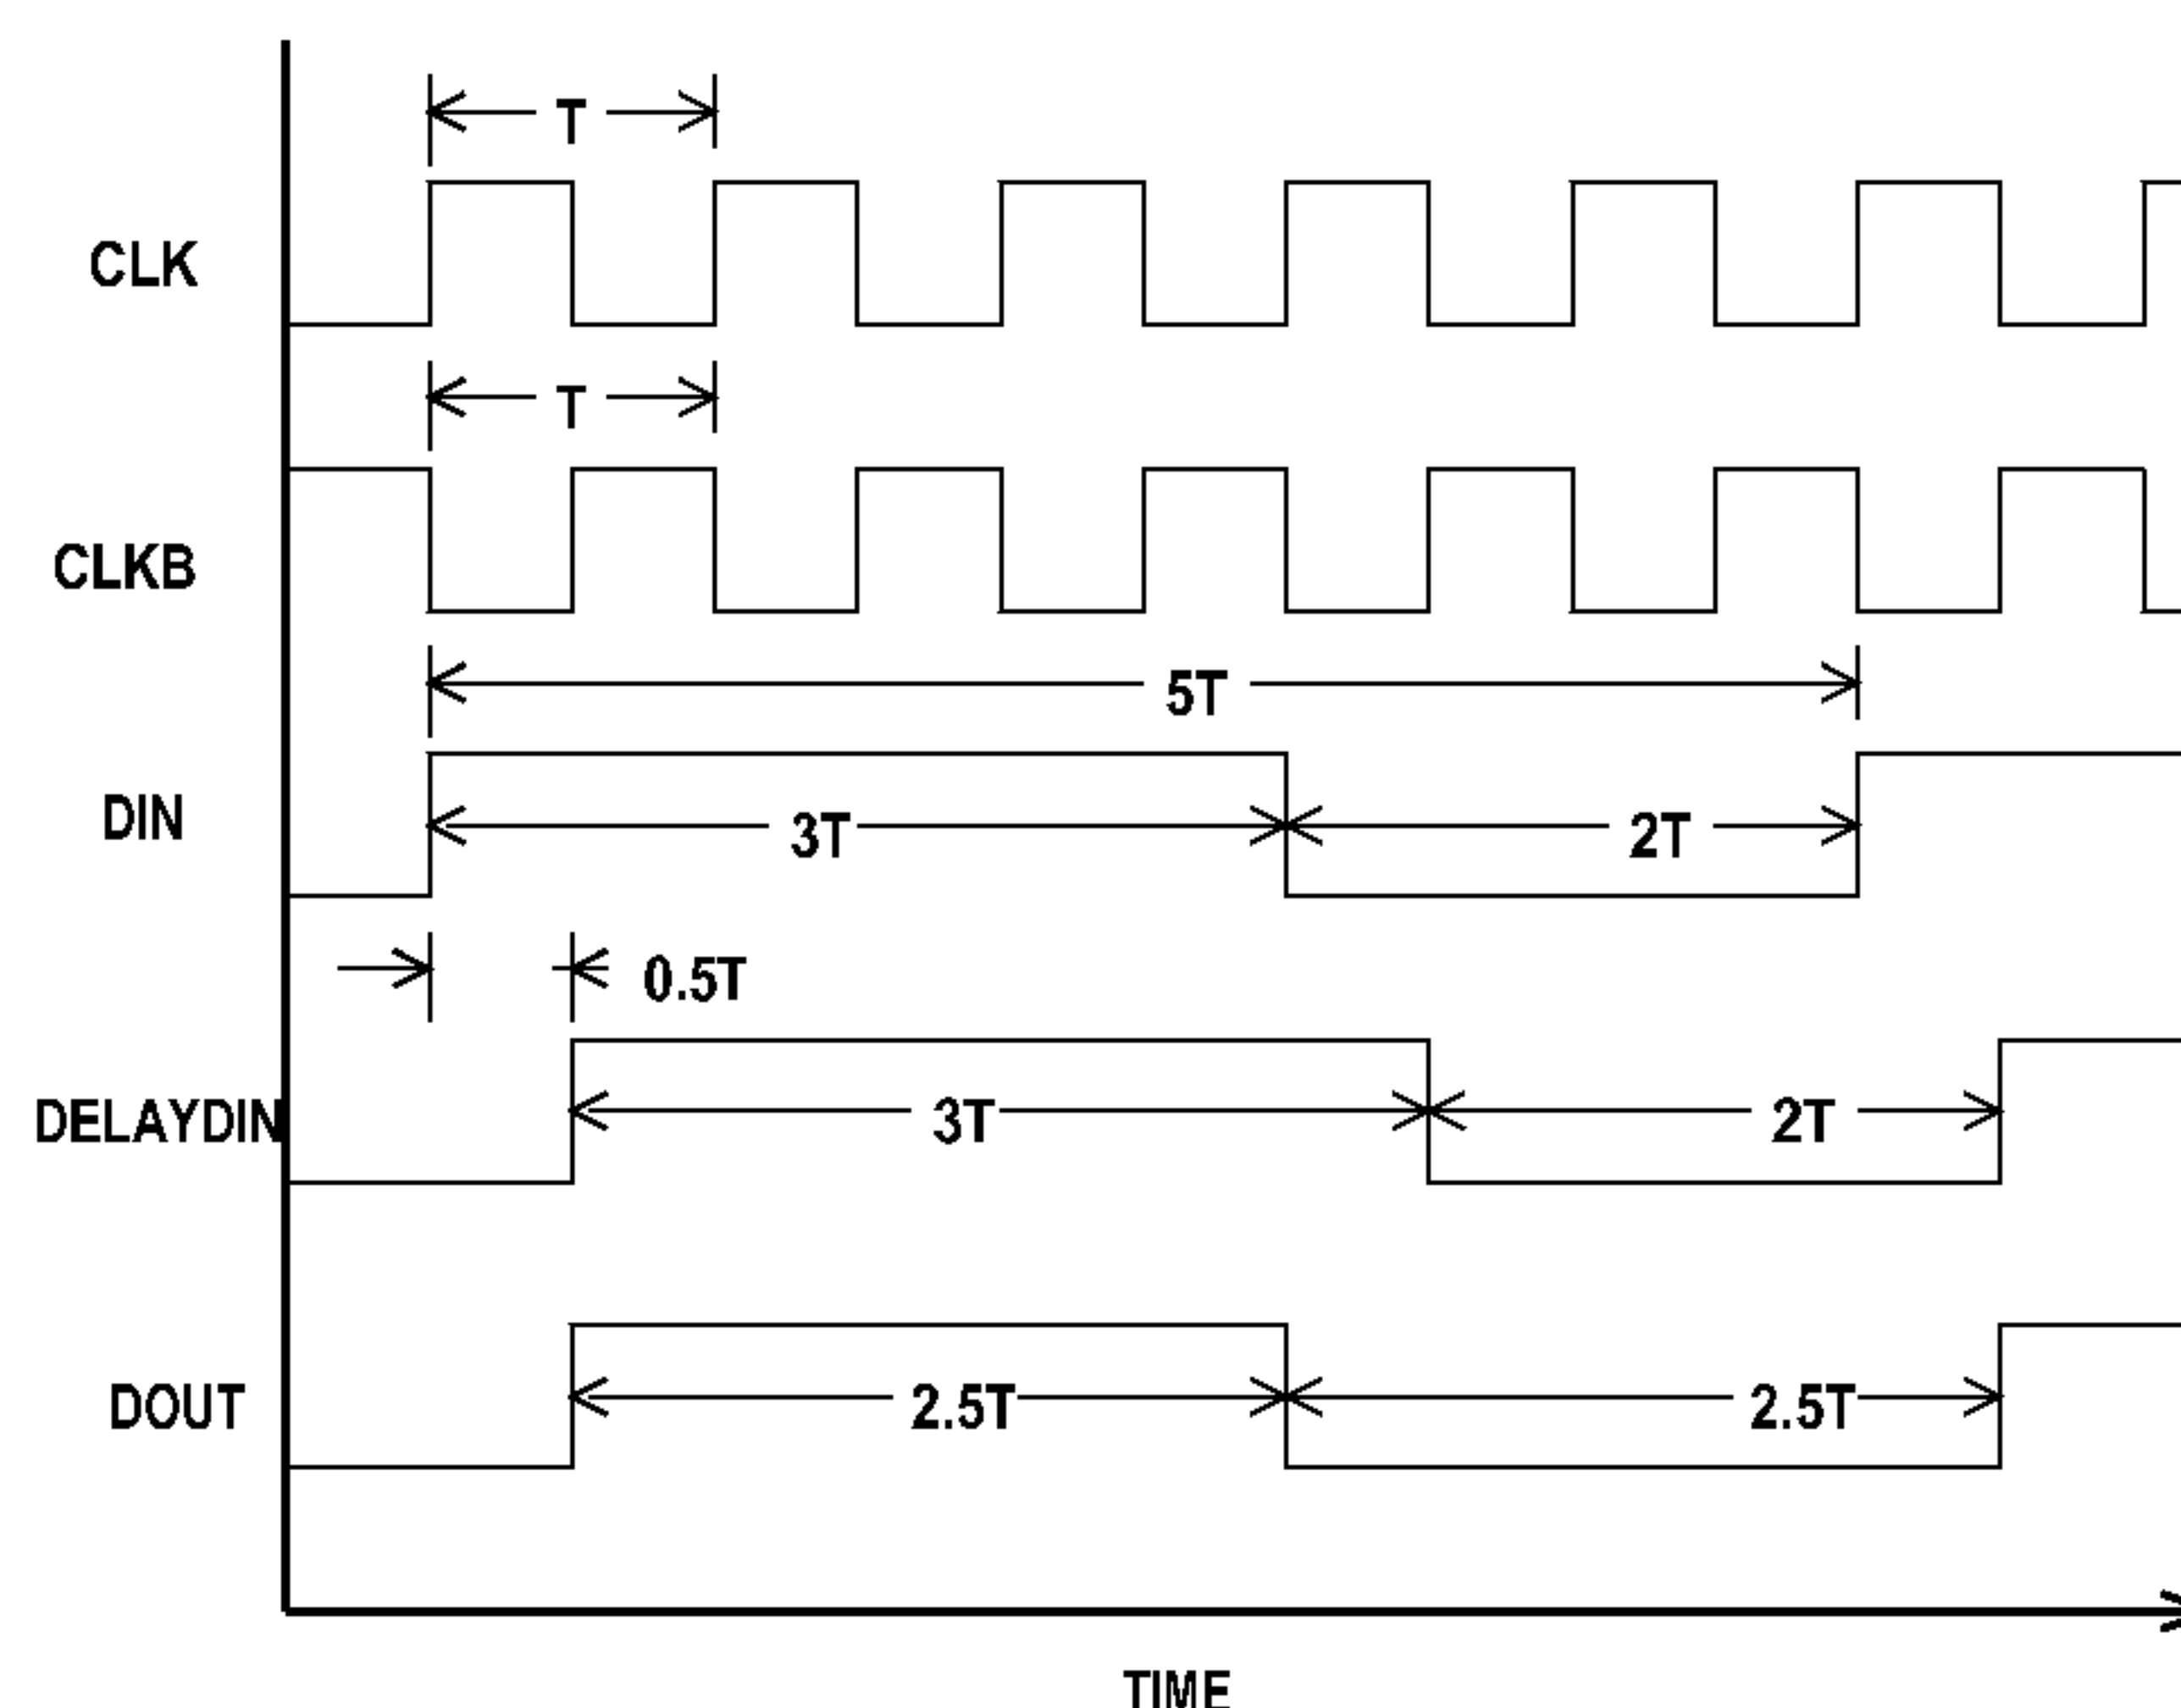 T
CLK
T
CLKB
5T
DIN
3T 2T
0.5T
DELAYDIN
3T 2T
DOUT
2.5T 2.5T
TIME